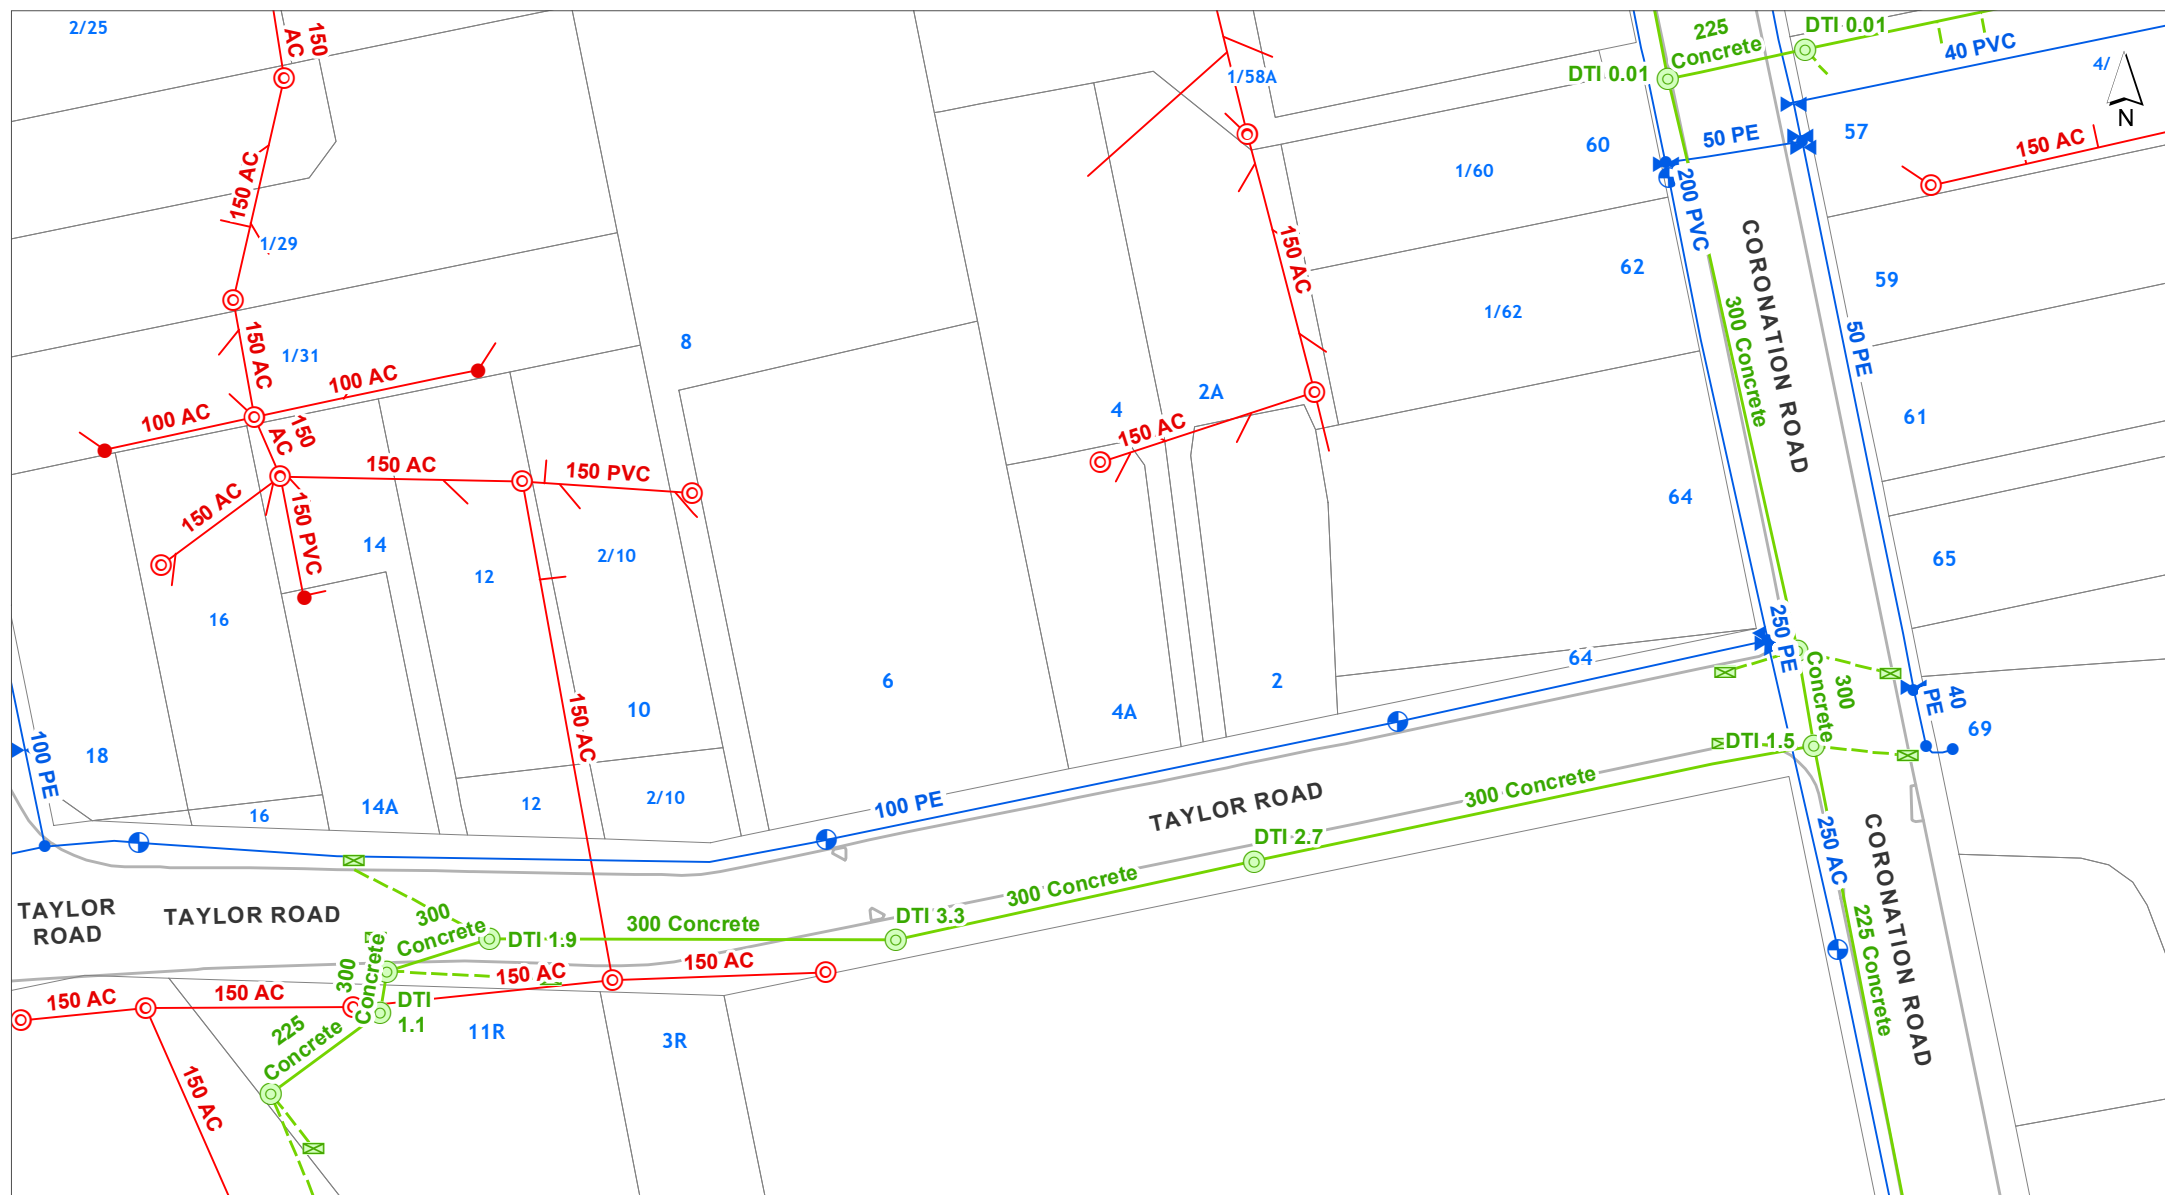 2/25
150
AC
225
Concrete
DTI 0.01
40 PVC
4/
N
1/58A
DTI 0.01
57
50 PE
60
150 AC
1/60
150 AC
200 PVC
CORONATION ROAD
1/29
150 AC
62
59
1/62
300 Concrete
50 PE
8
1/31
150 AC
100 AC
2A
4
100 AC
150 AC
61
150
AC
150 AC
150 PVC
64
150 AC
150 PVC
14
2/10
12
65
16
250 PE
64
300
Concrete
6
2
4A
40
PE
69
10
150 AC
100 PE
18
DTI 1.5
16
14A
12
2/10
100 PE
TAYLOR ROAD
300 Concrete
DTI 2.7
250 AC
CORONATION ROAD
300 Concrete
TAYLOR
ROAD
TAYLOR ROAD
300
Concrete
DTI 1.9
300 Concrete
DTI 3.3
225 Concrete
300
Concrete
150 AC
150 AC
150 AC
150 AC
DTI
1.1
11R
3R
225
Concrete
150 AC